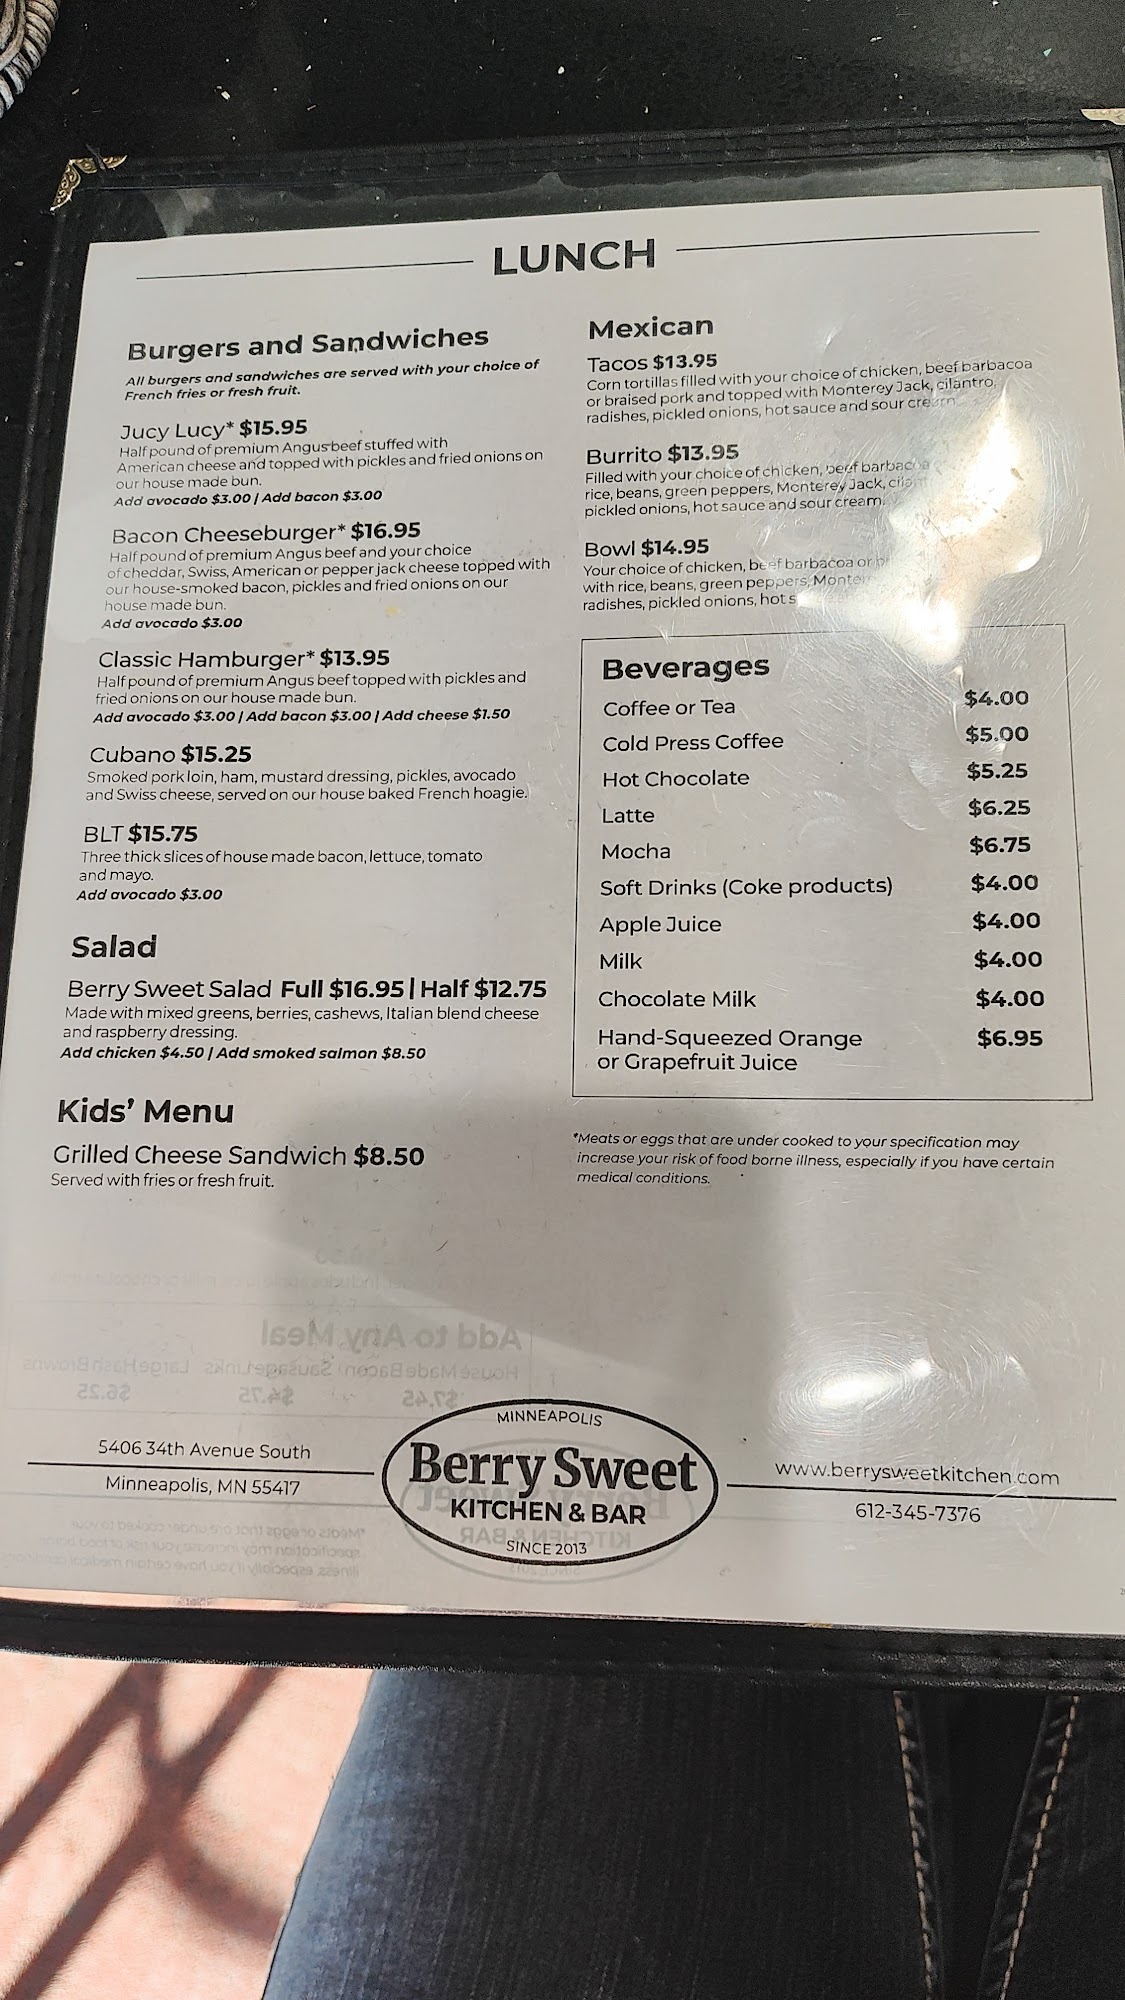 LUNCH
Burgers and Sandwiches
All burgers and sandwiches are served with your choice of
French fries or fresh fruit.
Jucy Lucy* $15.95
Half pound of premium Angus beef stuffed with
American cheese and topped with pickles and fried onions on
our house made bun.
Add avocado $3.00 | Add bacon $3.00
Bacon Cheeseburger* $16.95
Half pound of premium Angus beef and your choice
of cheddar, Swiss, American or pepper jack cheese topped with
our house-smoked bacon, pickles and fried onions on our
house made bun.
Add avocado $3.00
Classic Hamburger* $13.95
Half pound of premium Angus beef topped with pickles and
fried onions on our house made bun.
Add avocado $3.00 | Add bacon $3.00 | Add cheese $1.50
Cubano $15.25
Smoked pork loin, ham, mustard dressing, pickles, avocado
and Swiss cheese, served on our house baked French hoagie.
BLT $15.75
Three thick slices of house made bacon, lettuce, tomato
and mayo.
Add avocado $3.00
Salad
Berry Sweet Salad Full $16.95 | Half $12.75
Made with mixed greens, berries, cashews, Italian blend cheese
and raspberry dressing.
Add chicken $4.50 | Add smoked salmon $8.50
Kids' Menu
Grilled Cheese Sandwich $8.50
Served with fries or fresh fruit.
Mexican
Tacos $13.95
Corn tortillas filled with your choice of chicken, beef barbacoa
or braised pork and topped with Monterey Jack, cilantro,
radishes, pickled onions, hot sauce and sour cream.
Burrito $13.95
Filled with your choice of chicken, beef barbacoa
rice, beans, green peppers, Monterey Jack,
pickled onions, hot sauce and sour cream.
Bowl $14.95
Your choice of chicken, beef barbacoa or
with rice, beans, green peppers,
radishes, pickled onions, hot
Beverages
Coffee or Tea $4.00
Cold Press Coffee $5.00
Hot Chocolate $5.25
Latte $6.25
Mocha $6.75
Soft Drinks (Coke products) $4.00
Apple Juice $4.00
Milk $4.00
Chocolate Milk $4.00
Hand-Squeezed Orange $6.95
or Grapefruit Juice
*Meats or eggs that are under cooked to your specification may
increase your risk of food borne illness, especially if you have certain
medical conditions.
5406 34th Avenue South
Minneapolis, MN 55417
MINNEAPOLIS
Berry Sweet
KITCHEN & BAR
SINCE 2013
www.berrysweetkitchen.com
612-345-7376